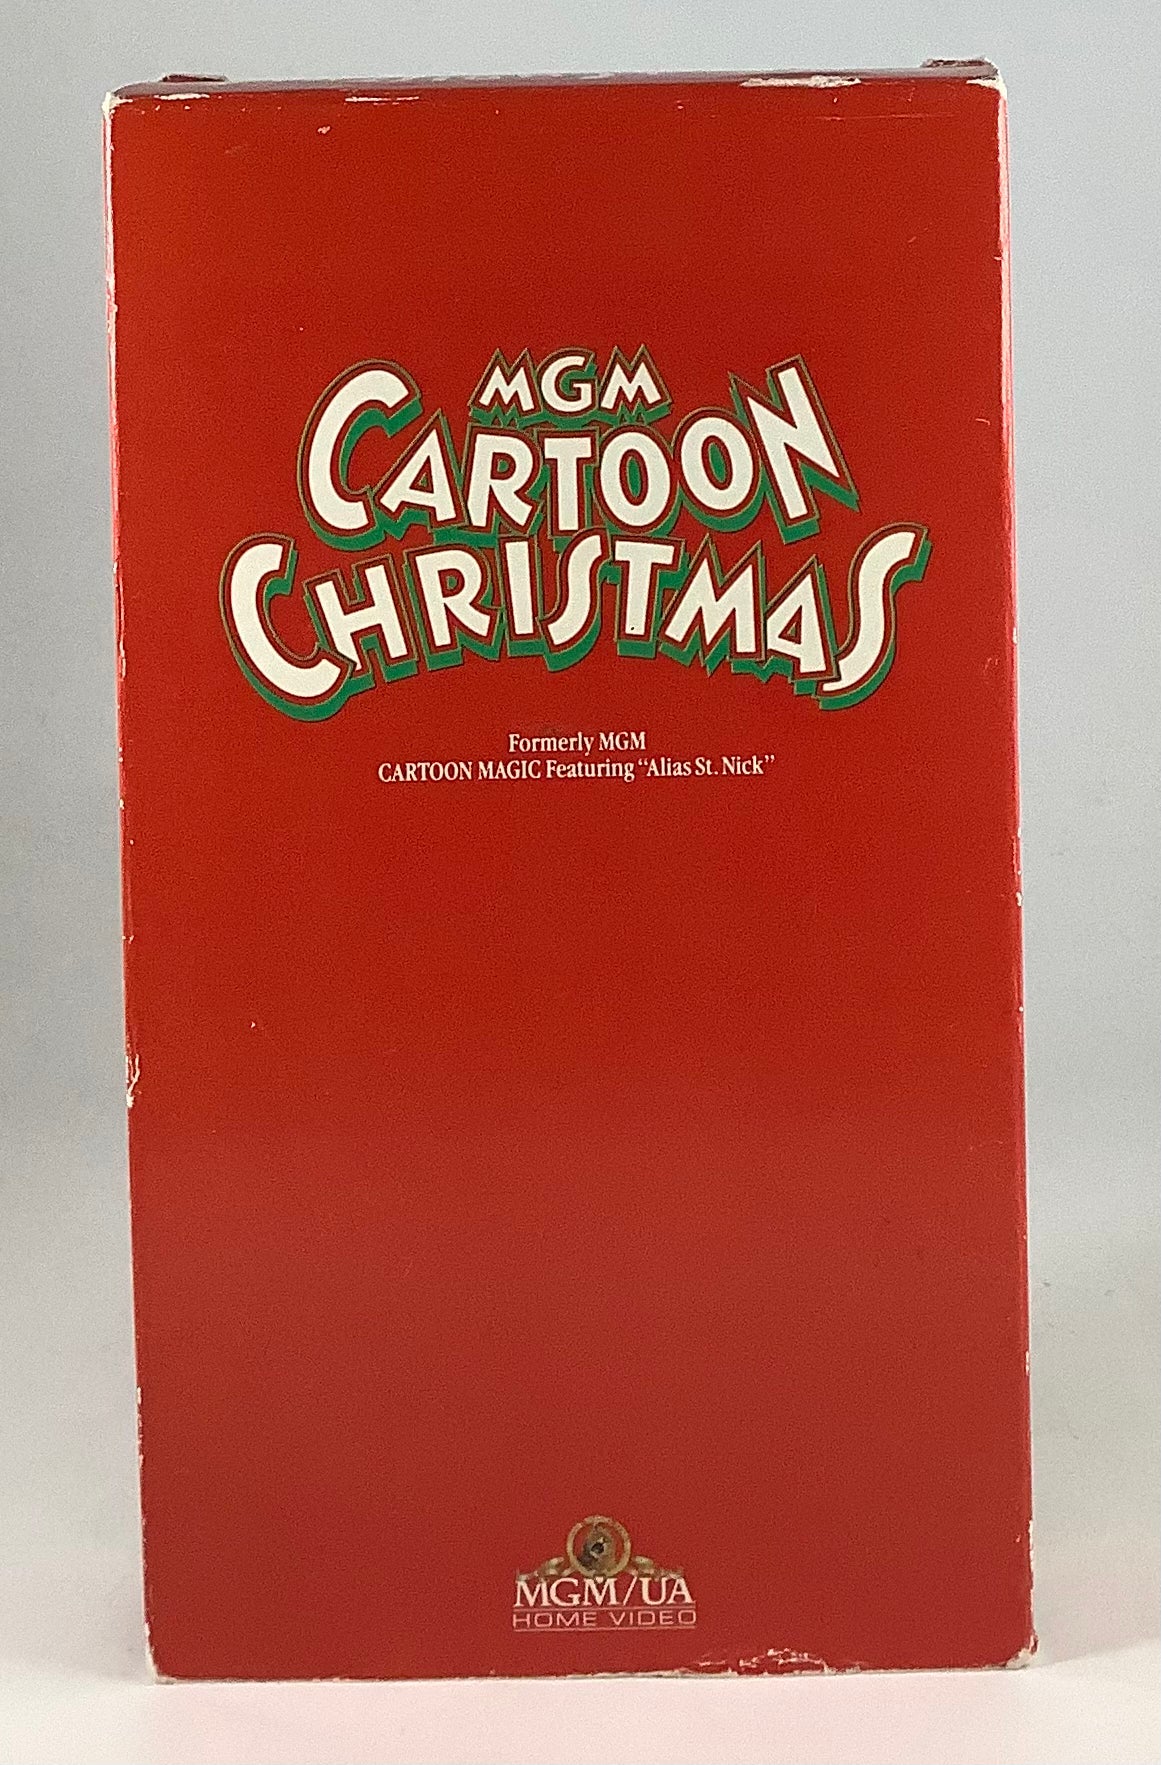 MGM
CARTOON
CHRISTMAS
Formerly MGM
CARTOON MAGIC Featuring “Alias St. Nick”
MGM/UA
HOME VIDEO